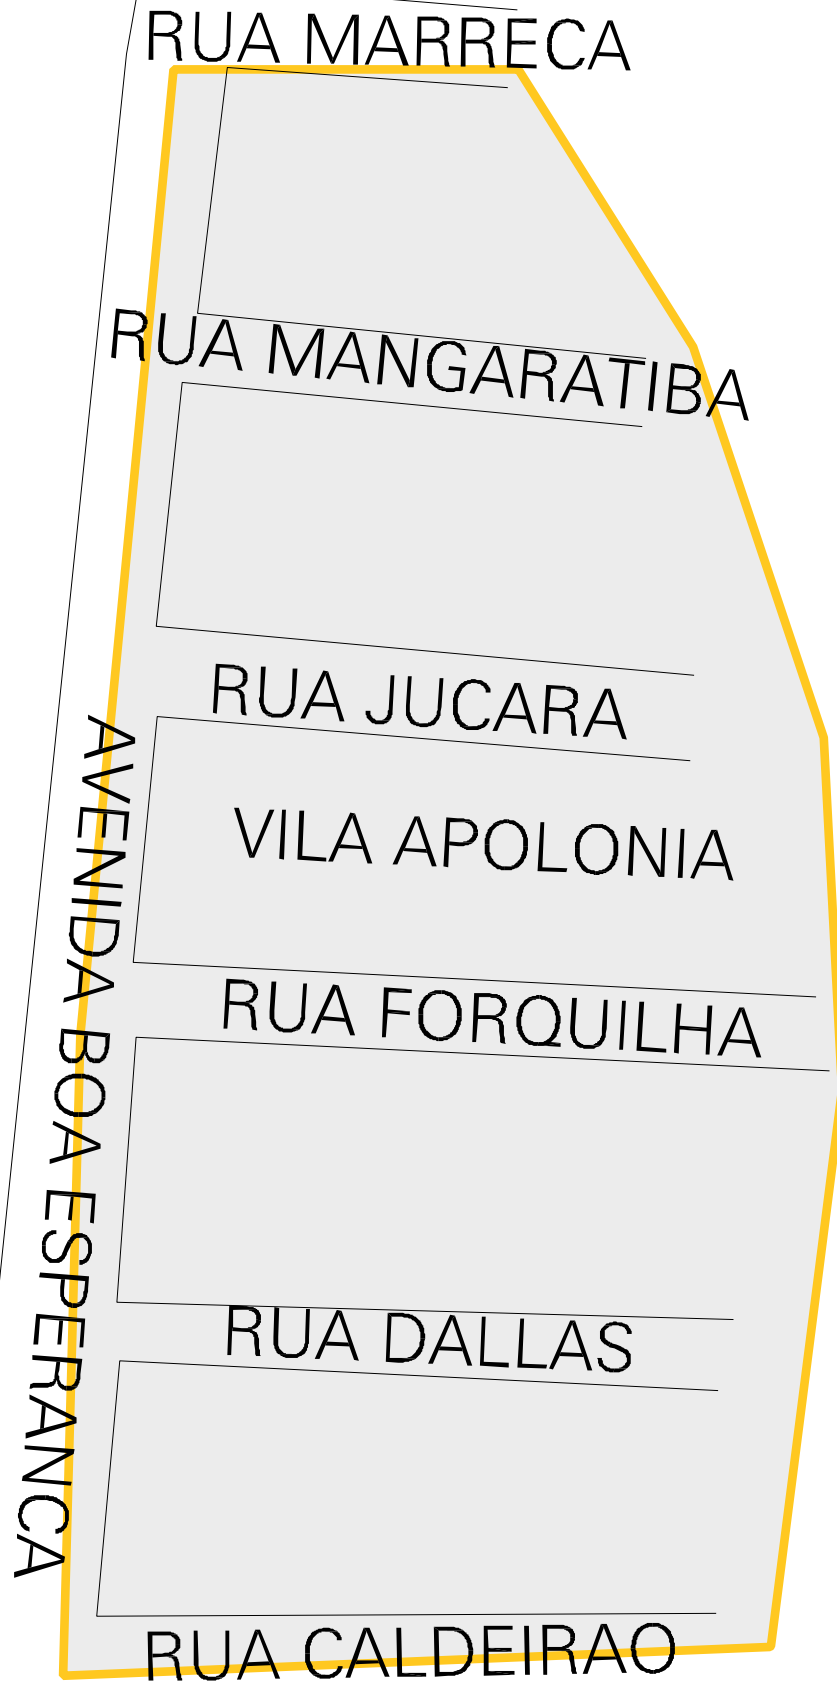 RUA MARRECA
RUA MANGARATIBA
RUA JUCARA
AVENIDA BOA ESPERANCA
VILA APOLONIA
RUA FORQUILHA
RUA DALLAS
RUA CALDEIRAO